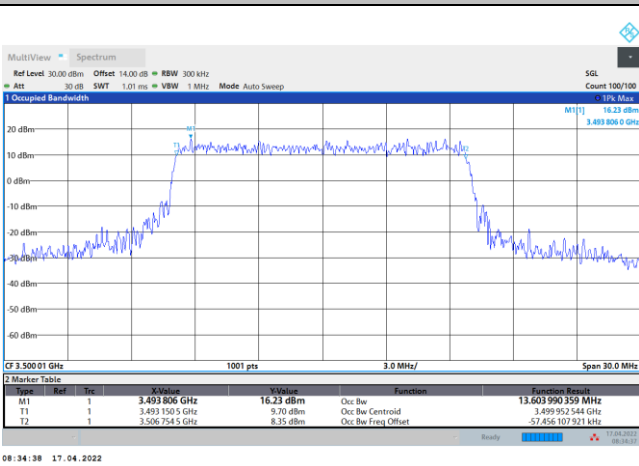 MultiView Spectrum
Ref Level 30.00 dBm Offset 14.00 dB RBW 300 kHz SGL
Att 30 dB SWT 1.01 ms VBW 1 MHz Mode Auto Sweep Count 100/100
1 Occupied Bandwidth 1Pk Max
M1[1] 16.23 dBm
3.493 806 0 GHz
M1
T1
T2
20 dBm
10 dBm
0 dBm
-10 dBm
-20 dBm
-30 dBm
-40 dBm
-50 dBm
-60 dBm
CF 3.500 01 GHz 1001 pts 3.0 MHz/ Span 30.0 MHz
2 Marker Table
Type Ref Trc X-Value Y-Value Function Function Result
M1 1 3.493 806 GHz 16.23 dBm Occ Bw 13.603 990 359 MHz
T1 1 3.493 150 5 GHz 9.70 dBm Occ Bw Centroid 3.499 952 544 GHz
T2 1 3.506 754 5 GHz 8.35 dBm Occ Bw Freq Offset -57.456 107 921 kHz
Ready 17.04.2022
08:34:37
08:34:38 17.04.2022